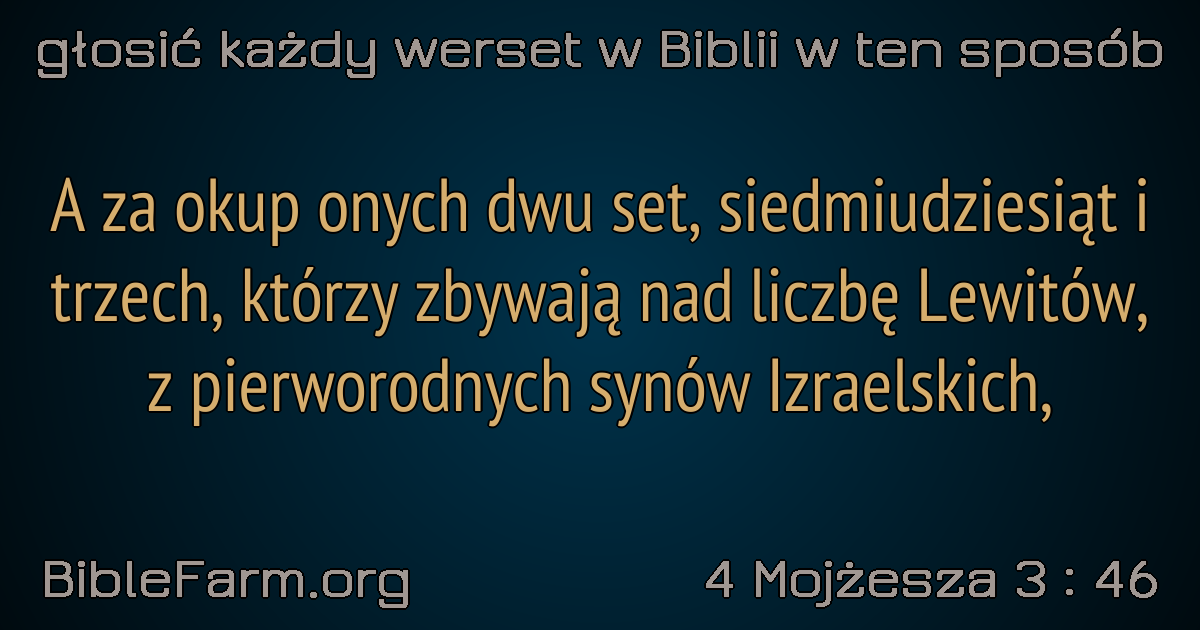 głosić każdy werset w Biblii w ten sposób
A za okup onych dwu set, siedmiudziesiąt i
trzech, którzy zbywają nad liczbę Lewitów,
z pierworodnych synów Izraelskich,
BibleFarm.org
4 Mojżesza 3 : 46